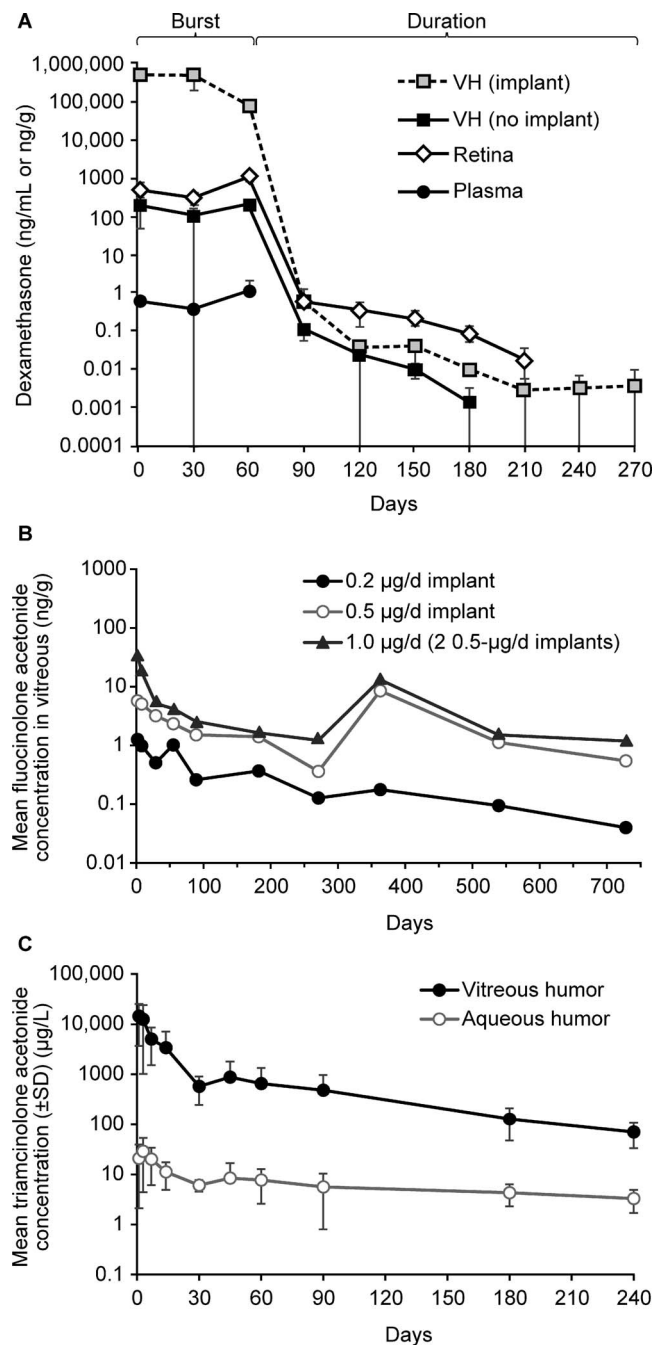 A
Burst
Duration
Dexamethasone (ng/mL or ng/g)
1,000,000
100,000
10,000
1000
100
10
1
0.1
0.01
0.001
0.0001
VH (implant)
VH (no implant)
Retina
Plasma
0 30 60 90 120 150 180 210 240 270
Days
B
Mean fluocinolone acetonide
concentration in vitreous (ng/g)
1000
100
10
1
0.1
0.01
0.2 µg/d implant
0.5 µg/d implant
1.0 µg/d (2 0.5-µg/d implants)
0 100 200 300 400 500 600 700
Days
C
Mean triamcinolone acetonide
concentration (±SD) (µg/L)
100,000
10,000
1000
100
10
1
0.1
Vitreous humor
Aqueous humor
0 30 60 90 120 150 180 210 240
Days